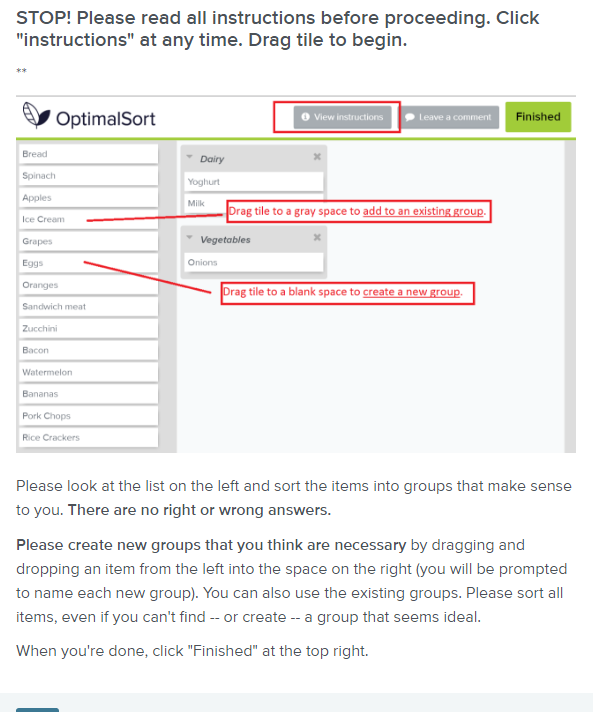 STOP! Please read all instructions before proceeding. Click
"instructions" at any time. Drag tile to begin.
**
OptimalSort
View instructions
Leave a comment
Finished
Bread
Spinach
Apples
Ice Cream
Grapes
Eggs
Oranges
Sandwich meat
Zucchini
Bacon
Watermelon
Bananas
Pork Chops
Rice Crackers
Dairy
Yoghurt
Milk
Drag tile to a gray space to add to an existing group.
Vegetables
Onions
Drag tile to a blank space to create a new group.
Please look at the list on the left and sort the items into groups that make sense
to you. There are no right or wrong answers.
Please create new groups that you think are necessary by dragging and
dropping an item from the left into the space on the right (you will be prompted
to name each new group). You can also use the existing groups. Please sort all
items, even if you can't find -- or create -- a group that seems ideal.
When you're done, click "Finished" at the top right.